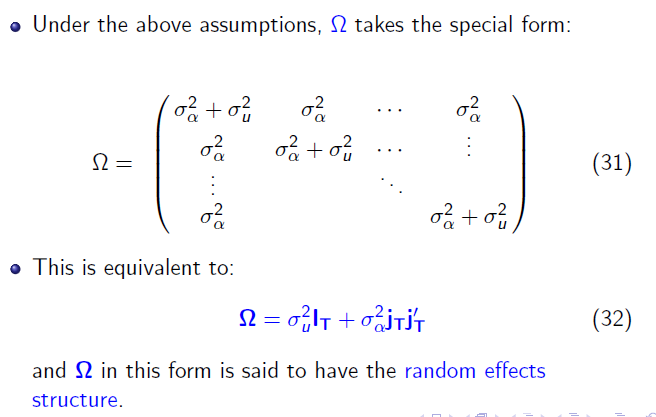 Under the above assumptions, Ω takes the special form:
Ω = ( σ²_α + σ²_u   σ²_α   ⋯   σ²_α
σ²_α   σ²_α + σ²_u   ⋯   ⋮
⋮   ⋱
σ²_α   σ²_α + σ²_u )   (31)
This is equivalent to:
Ω = σ²_u I_T + σ²_α j_T j′_T   (32)
and Ω in this form is said to have the random effects
structure.